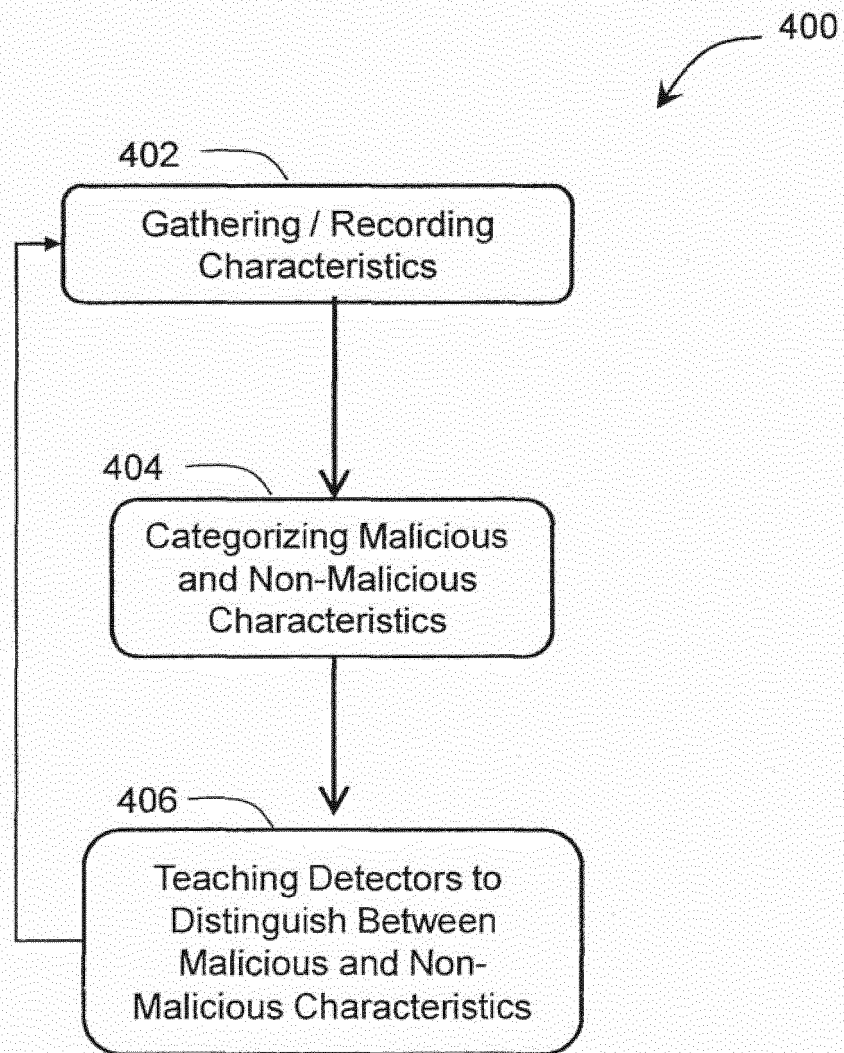 400
402
Gathering / Recording
Characteristics
404
Categorizing Malicious
and Non-Malicious
Characteristics
406
Teaching Detectors to
Distinguish Between
Malicious and Non-
Malicious Characteristics